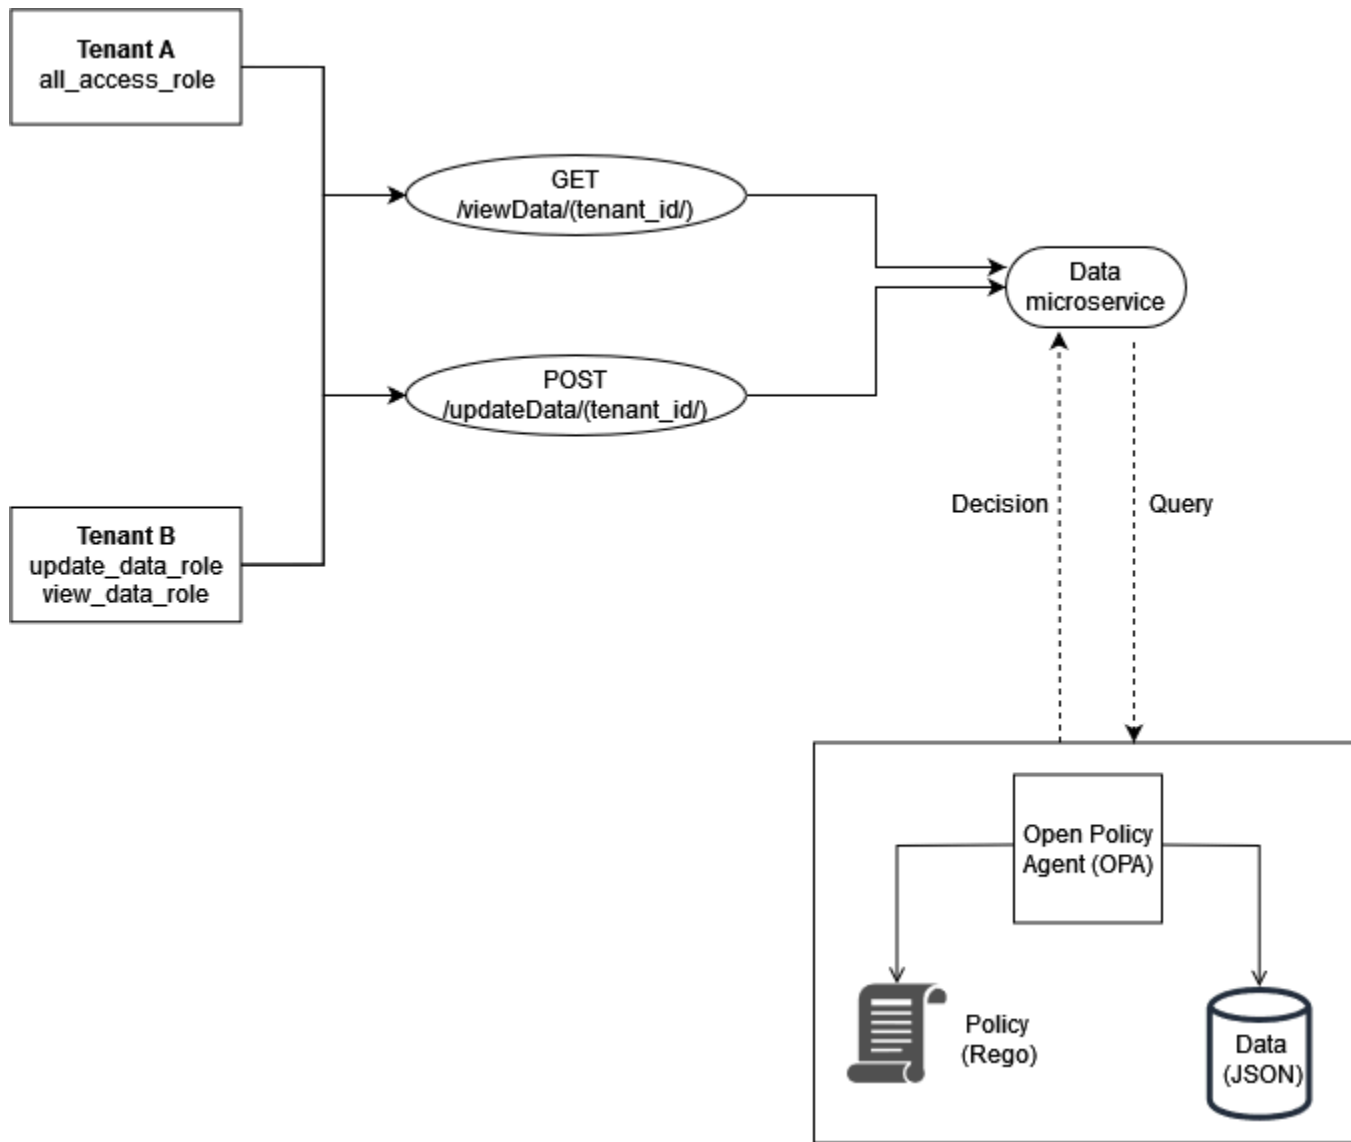 Tenant A
all_access_role
GET
/viewData/(tenant_id/)
Data
microservice
POST
/updateData/(tenant_id/)
Decision
Query
Tenant B
update_data_role
view_data_role
Open Policy
Agent (OPA)
Policy
(Rego)
Data
(JSON)